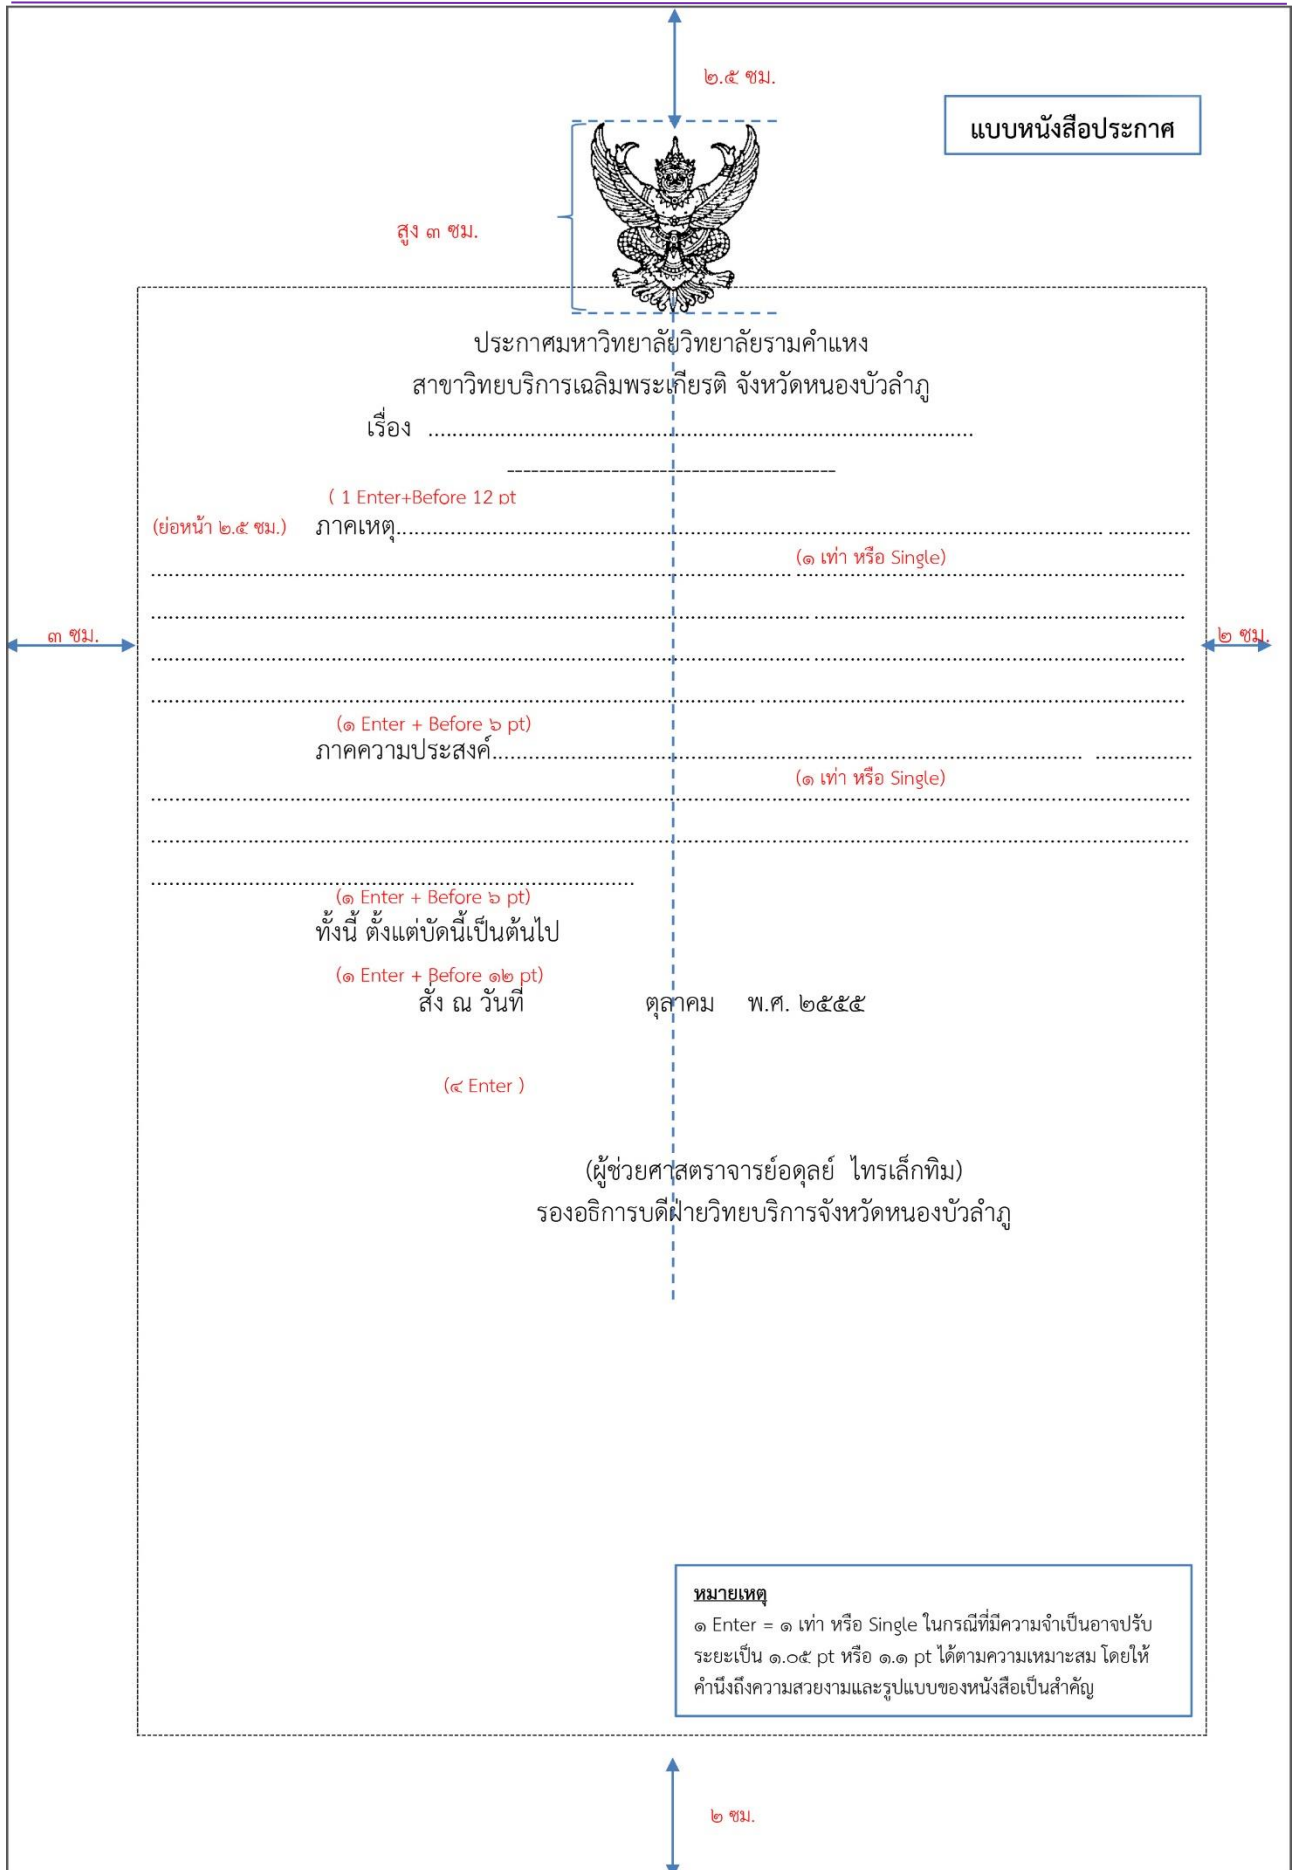 ๒.๕ ซม.
แบบหนังสือประกาศ
สูง ๓ ซม.
ประกาศมหาวิทยาลัยวิทยาลัยรามคำแหง
สาขาวิทยบริการเฉลิมพระเกียรติ จังหวัดหนองบัวลำภู
เรื่อง ...............................................................................................
-----------------------------------------
( 1 Enter+Before 12 pt
(ย่อหน้า ๒.๕ ซม.) ภาคเหตุ........................................................................................................................... ...............
(๑ เท่า หรือ Single)
................................................................................................................ ....................................................................
.................................................................................................................... .................................................................
.................................................................................................................... .................................................................
๓ ซม.
๒ ซม.
.......................................................................................................... ..........................................................................
(๑ Enter + Before ๖ pt)
ภาคความประสงค์....................................................................................................... .................
(๑ เท่า หรือ Single)
.....................................................................................................................................................................................
.....................................................................................................................................................................................
....................................................................................
(๑ Enter + Before ๖ pt)
ทั้งนี้ ตั้งแต่บัดนี้เป็นต้นไป
(๑ Enter + Before ๑๒ pt)
สั่ง ณ วันที่ ตุลาคม พ.ศ. ๒๕๕๕
(๔ Enter )
(ผู้ช่วยศาสตราจารย์อดุลย์ ไทรเล็กทิม)
รองอธิการบดีฝ่ายวิทยบริการจังหวัดหนองบัวลำภู
หมายเหตุ
๑ Enter = ๑ เท่า หรือ Single ในกรณีที่มีความจำเป็นอาจปรับ
ระยะเป็น ๑.๐๕ pt หรือ ๑.๑ pt ได้ตามความเหมาะสม โดยให้
คำนึงถึงความสวยงามและรูปแบบของหนังสือเป็นสำคัญ
๒ ซม.